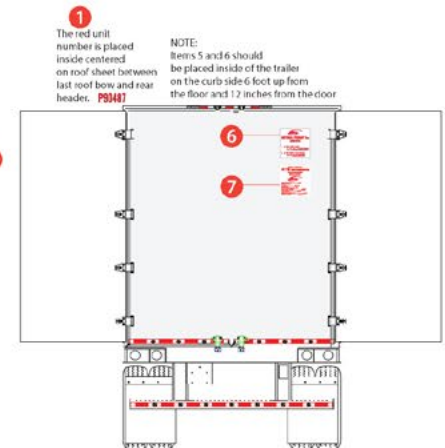 1
The red unit
number is placed
inside centered
on roof sheet between
last roof bow and rear
header. P93487
NOTE:
Items 5 and 6 should
be placed inside of the trailer
on the curb side 6 foot up from
the floor and 12 inches from the door
6
7